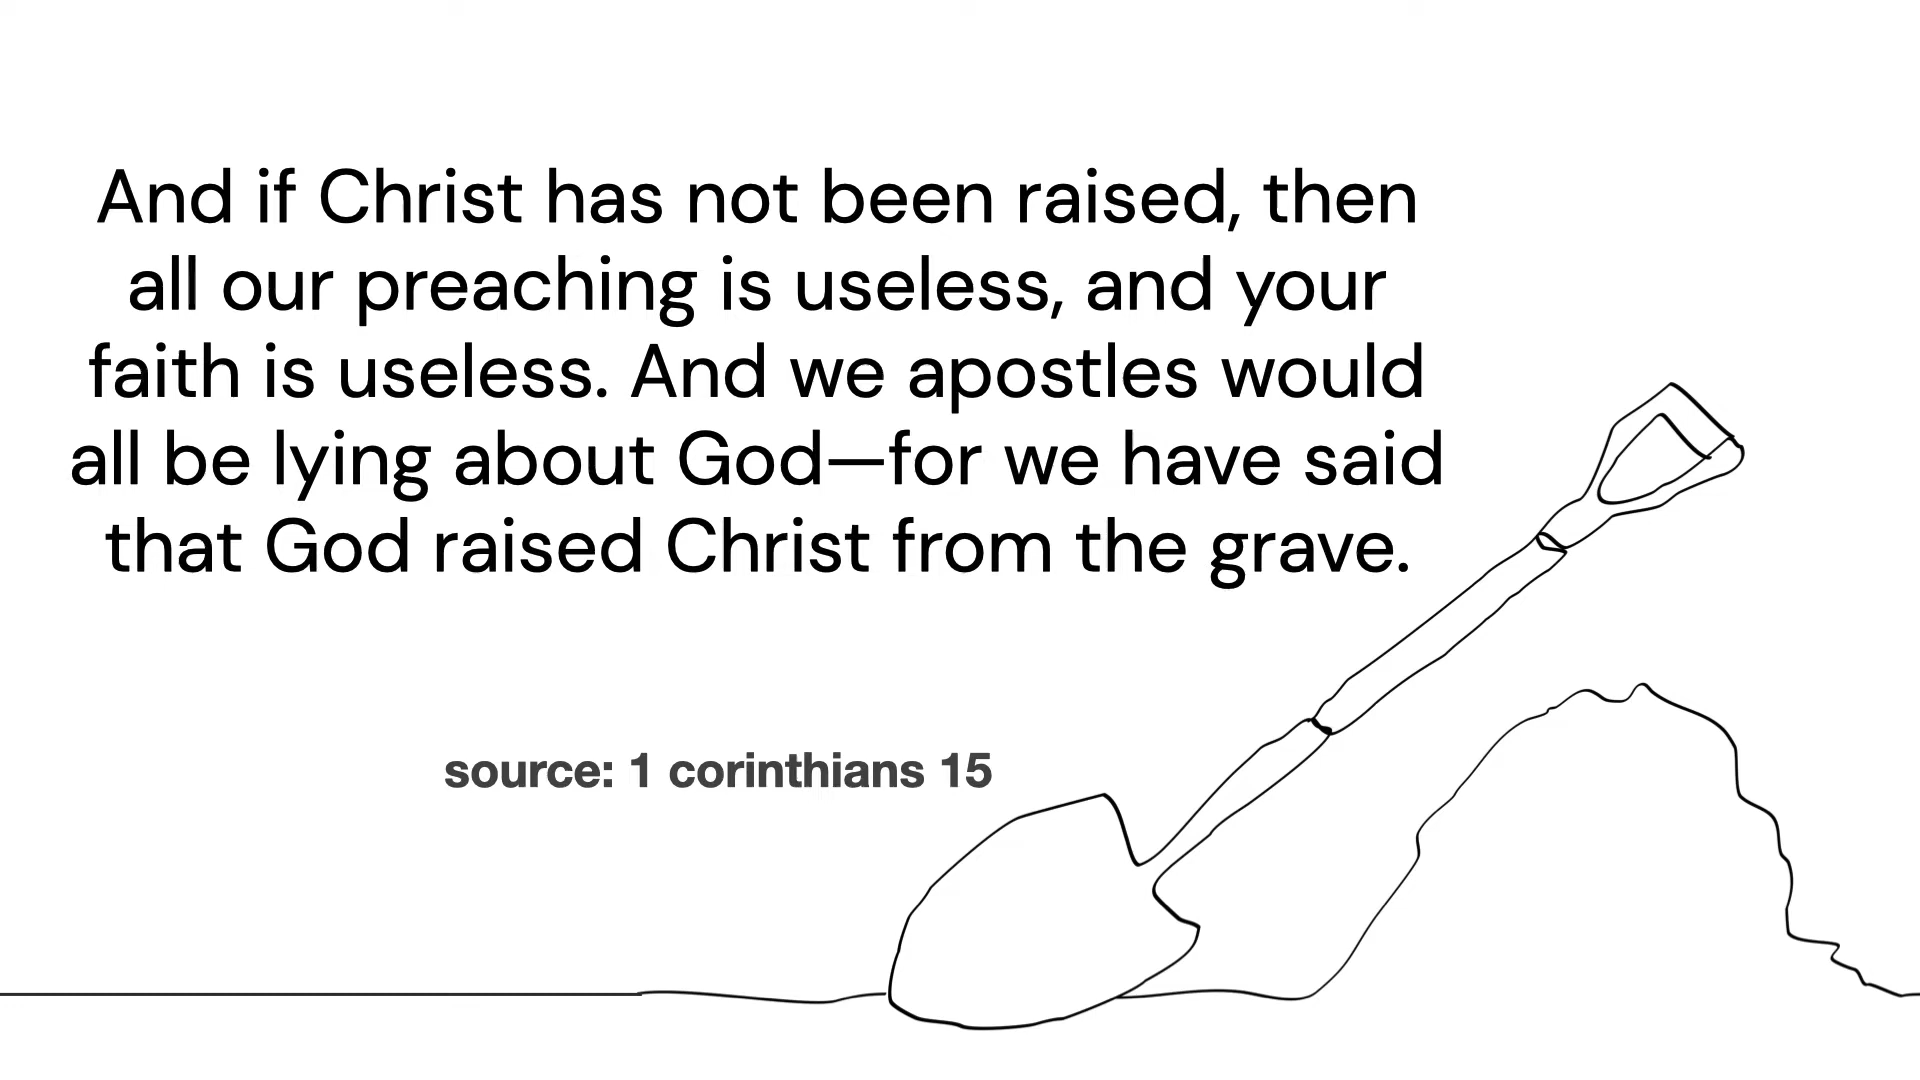 And if Christ has not been raised, then
all our preaching is useless, and your
faith is useless. And we apostles would
all be lying about God—for we have said
that God raised Christ from the grave.
source: 1 corinthians 15